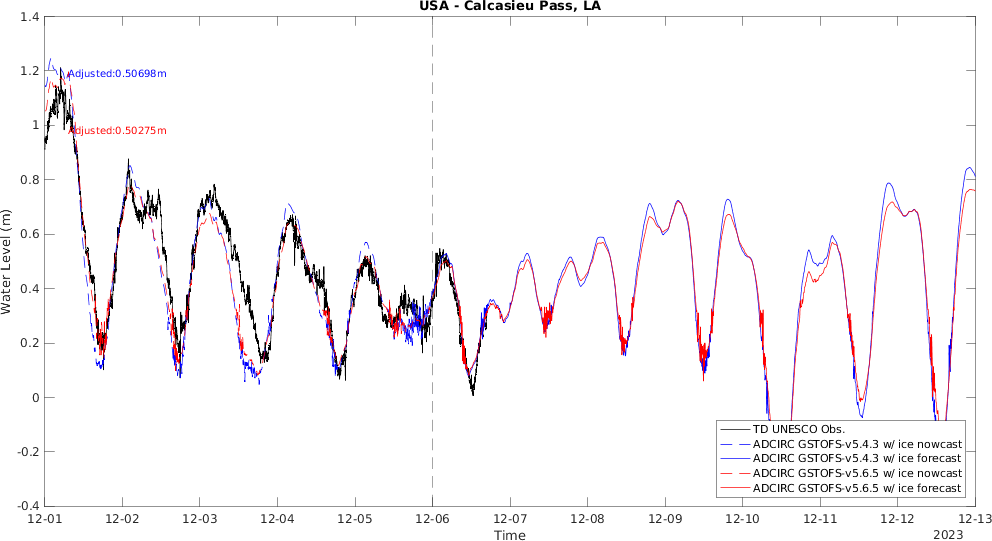 USA - Calcasieu Pass, LA
1.4
1.2
1
0.8
0.6
0.4
0.2
0
-0.2
-0.4
Water Level (m)
Adjusted:0.50698m
Adjusted:0.50275m
TD UNESCO Obs.
ADCIRC GSTOFS-v5.4.3 w/ ice nowcast
ADCIRC GSTOFS-v5.4.3 w/ ice forecast
ADCIRC GSTOFS-v5.6.5 w/ ice nowcast
ADCIRC GSTOFS-v5.6.5 w/ ice forecast
12-01 12-02 12-03 12-04 12-05 12-06 12-07 12-08 12-09 12-10 12-11 12-12 12-13
Time
2023